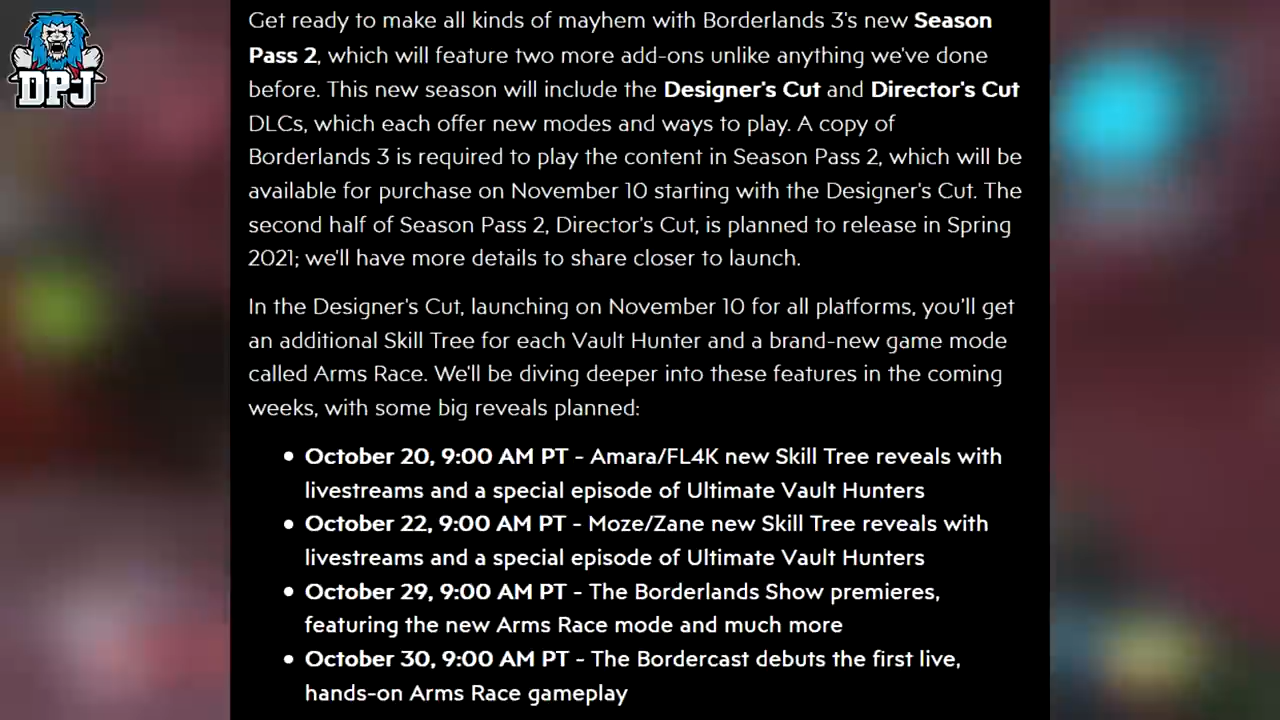 DPJ
Get ready to make all kinds of mayhem with Borderlands 3's new Season
Pass 2, which will feature two more add-ons unlike anything we've done
before. This new season will include the Designer's Cut and Director's Cut
DLCs, which each offer new modes and ways to play. A copy of
Borderlands 3 is required to play the content in Season Pass 2, which will be
available for purchase on November 10 starting with the Designer's Cut. The
second half of Season Pass 2, Director's Cut, is planned to release in Spring
2021; we'll have more details to share closer to launch.
In the Designer's Cut, launching on November 10 for all platforms, you'll get
an additional Skill Tree for each Vault Hunter and a brand-new game mode
called Arms Race. We'll be diving deeper into these features in the coming
weeks, with some big reveals planned:
• October 20, 9:00 AM PT - Amara/FL4K new Skill Tree reveals with
livestreams and a special episode of Ultimate Vault Hunters
• October 22, 9:00 AM PT - Moze/Zane new Skill Tree reveals with
livestreams and a special episode of Ultimate Vault Hunters
• October 29, 9:00 AM PT - The Borderlands Show premieres,
featuring the new Arms Race mode and much more
• October 30, 9:00 AM PT - The Bordercast debuts the first live,
hands-on Arms Race gameplay